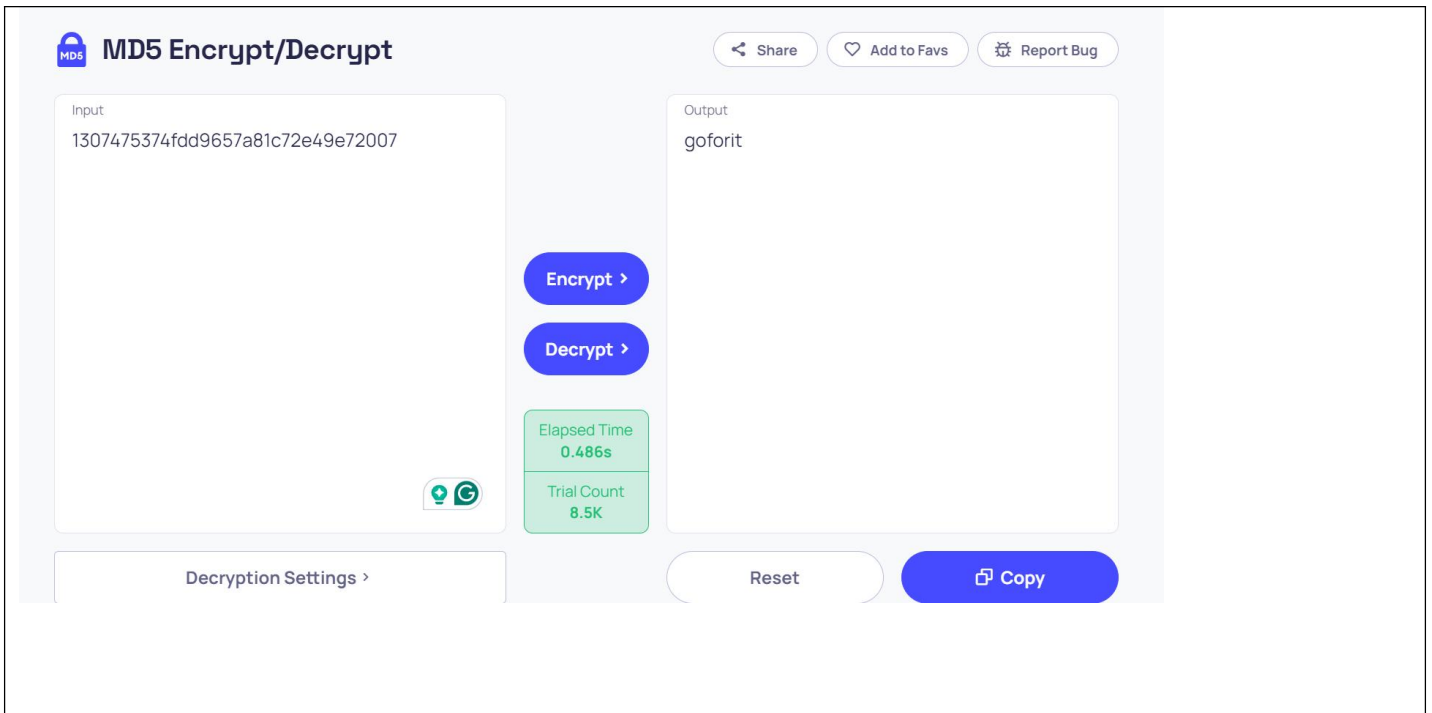 MD5
MD5 Encrypt/Decrypt
Share
Add to Favs
Report Bug
Input
1307475374fdd9657a81c72e49e72007
Output
goforit
Encrypt >
Decrypt >
Elapsed Time
0.486s
Trial Count
8.5K
G
Decryption Settings >
Reset
Copy